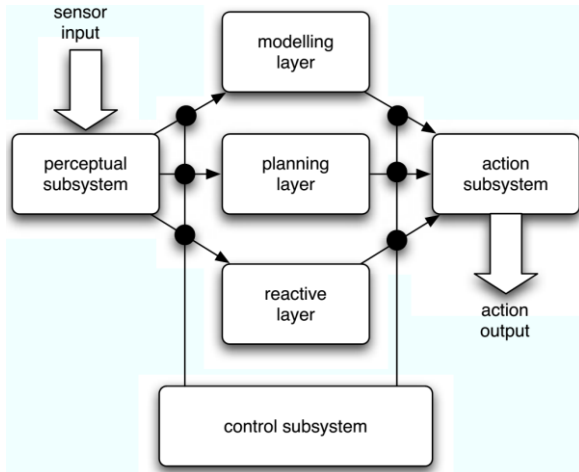 sensor
input
modelling
layer
perceptual
subsystem
planning
layer
action
subsystem
reactive
layer
action
output
control subsystem